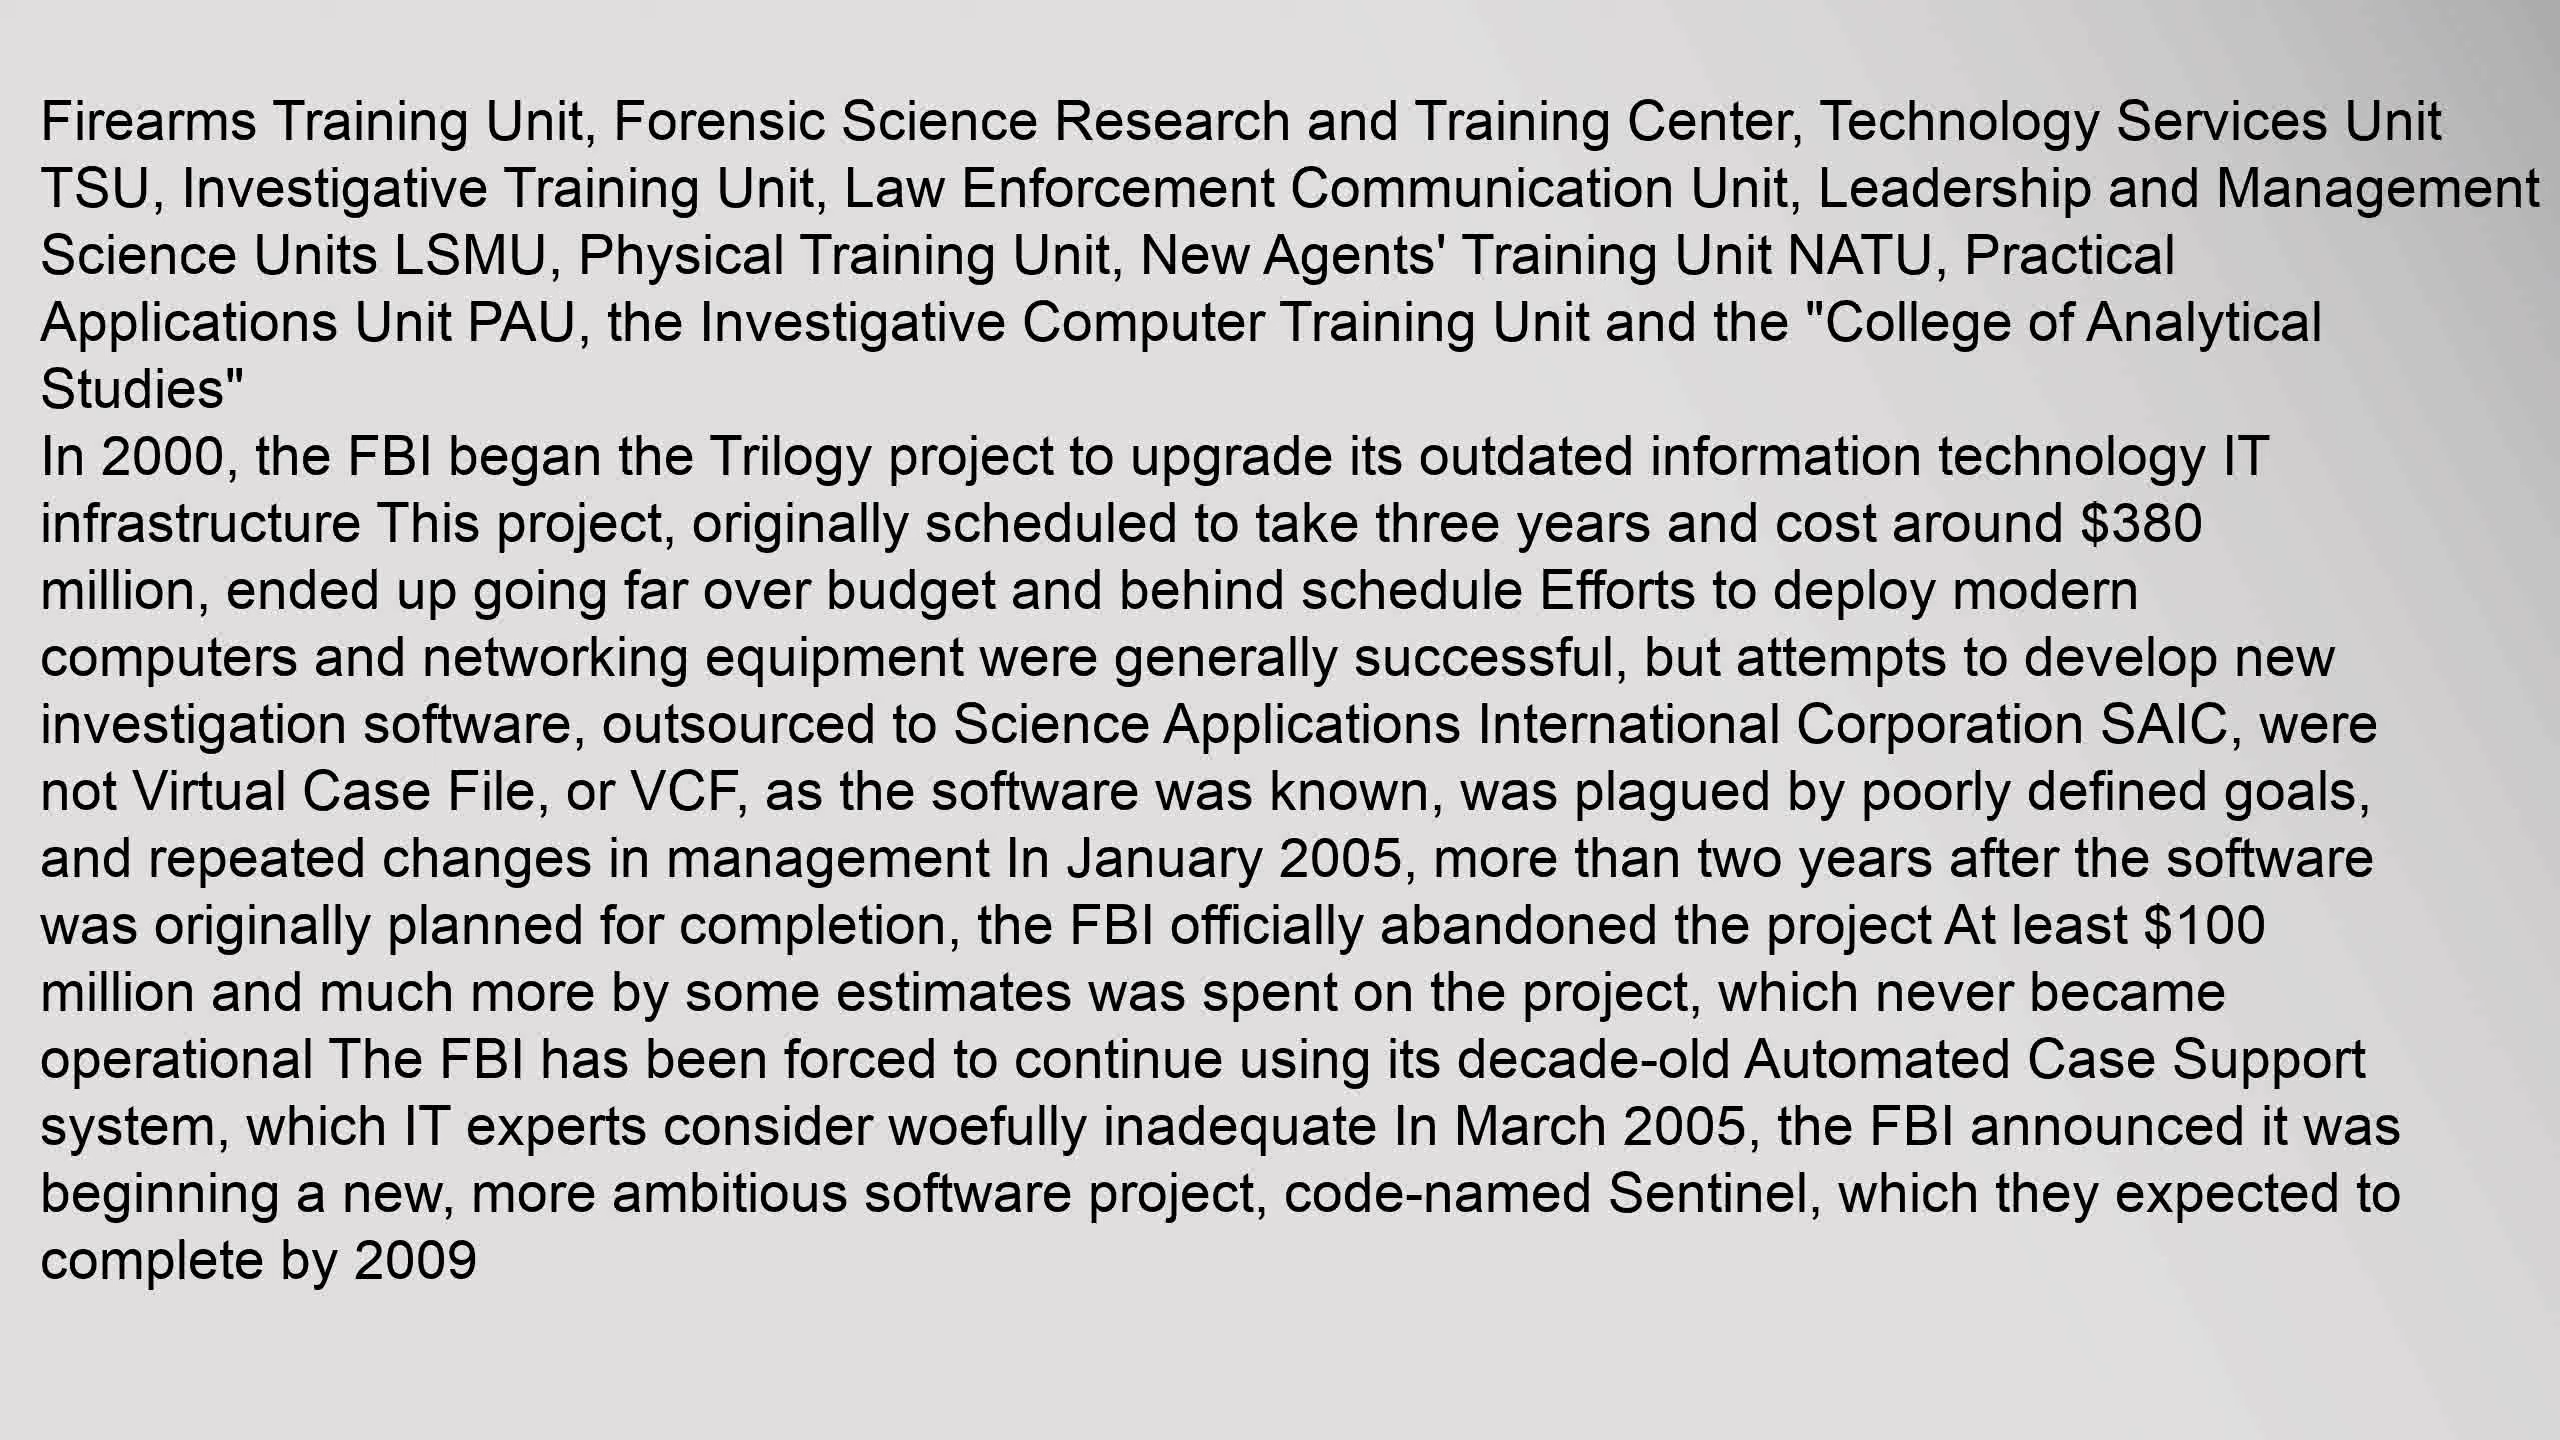 Firearms Training Unit, Forensic Science Research and Training Center, Technology Services Unit
TSU, Investigative Training Unit, Law Enforcement Communication Unit, Leadership and Management
Science Units LSMU, Physical Training Unit, New Agents' Training Unit NATU, Practical
Applications Unit PAU, the Investigative Computer Training Unit and the "College of Analytical
Studies"
In 2000, the FBI began the Trilogy project to upgrade its outdated information technology IT
infrastructure This project, originally scheduled to take three years and cost around $380
million, ended up going far over budget and behind schedule Efforts to deploy modern
computers and networking equipment were generally successful, but attempts to develop new
investigation software, outsourced to Science Applications International Corporation SAIC, were
not Virtual Case File, or VCF, as the software was known, was plagued by poorly defined goals,
and repeated changes in management In January 2005, more than two years after the software
was originally planned for completion, the FBI officially abandoned the project At least $100
million and much more by some estimates was spent on the project, which never became
operational The FBI has been forced to continue using its decade-old Automated Case Support
system, which IT experts consider woefully inadequate In March 2005, the FBI announced it was
beginning a new, more ambitious software project, code-named Sentinel, which they expected to
complete by 2009